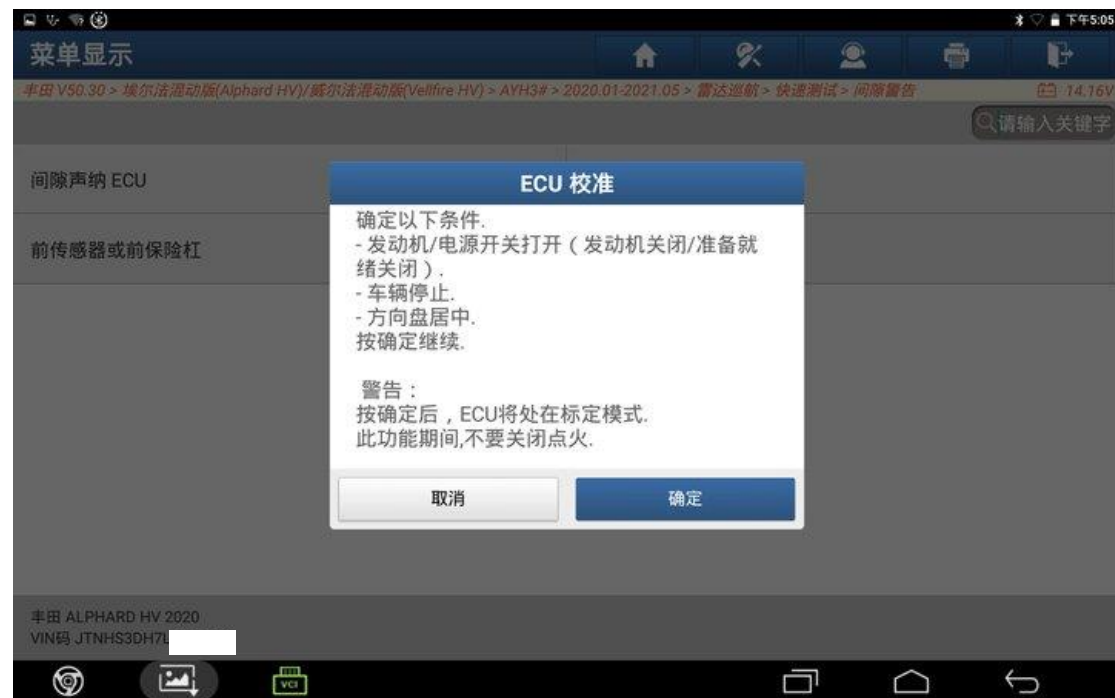 下午5:05
菜单显示
丰田 V50.30 > 埃尔法混动版(Alphard HV)/威尔法混动版(Vellfire HV) > AYH3# > 2020.01-2021.05 > 雷达巡航 > 快速测试 > 间隙警告
14.16V
请输入关键字
间隙声纳 ECU
前传感器或前保险杠
ECU 校准
确定以下条件.
- 发动机/电源开关打开（发动机关闭/准备就
绪关闭）.
- 车辆停止.
- 方向盘居中.
按确定继续.
警告：
按确定后，ECU将处在标定模式.
此功能期间,不要关闭点火.
取消
确定
丰田 ALPHARD HV 2020
VIN码 JTNHS3DH7L
VCI